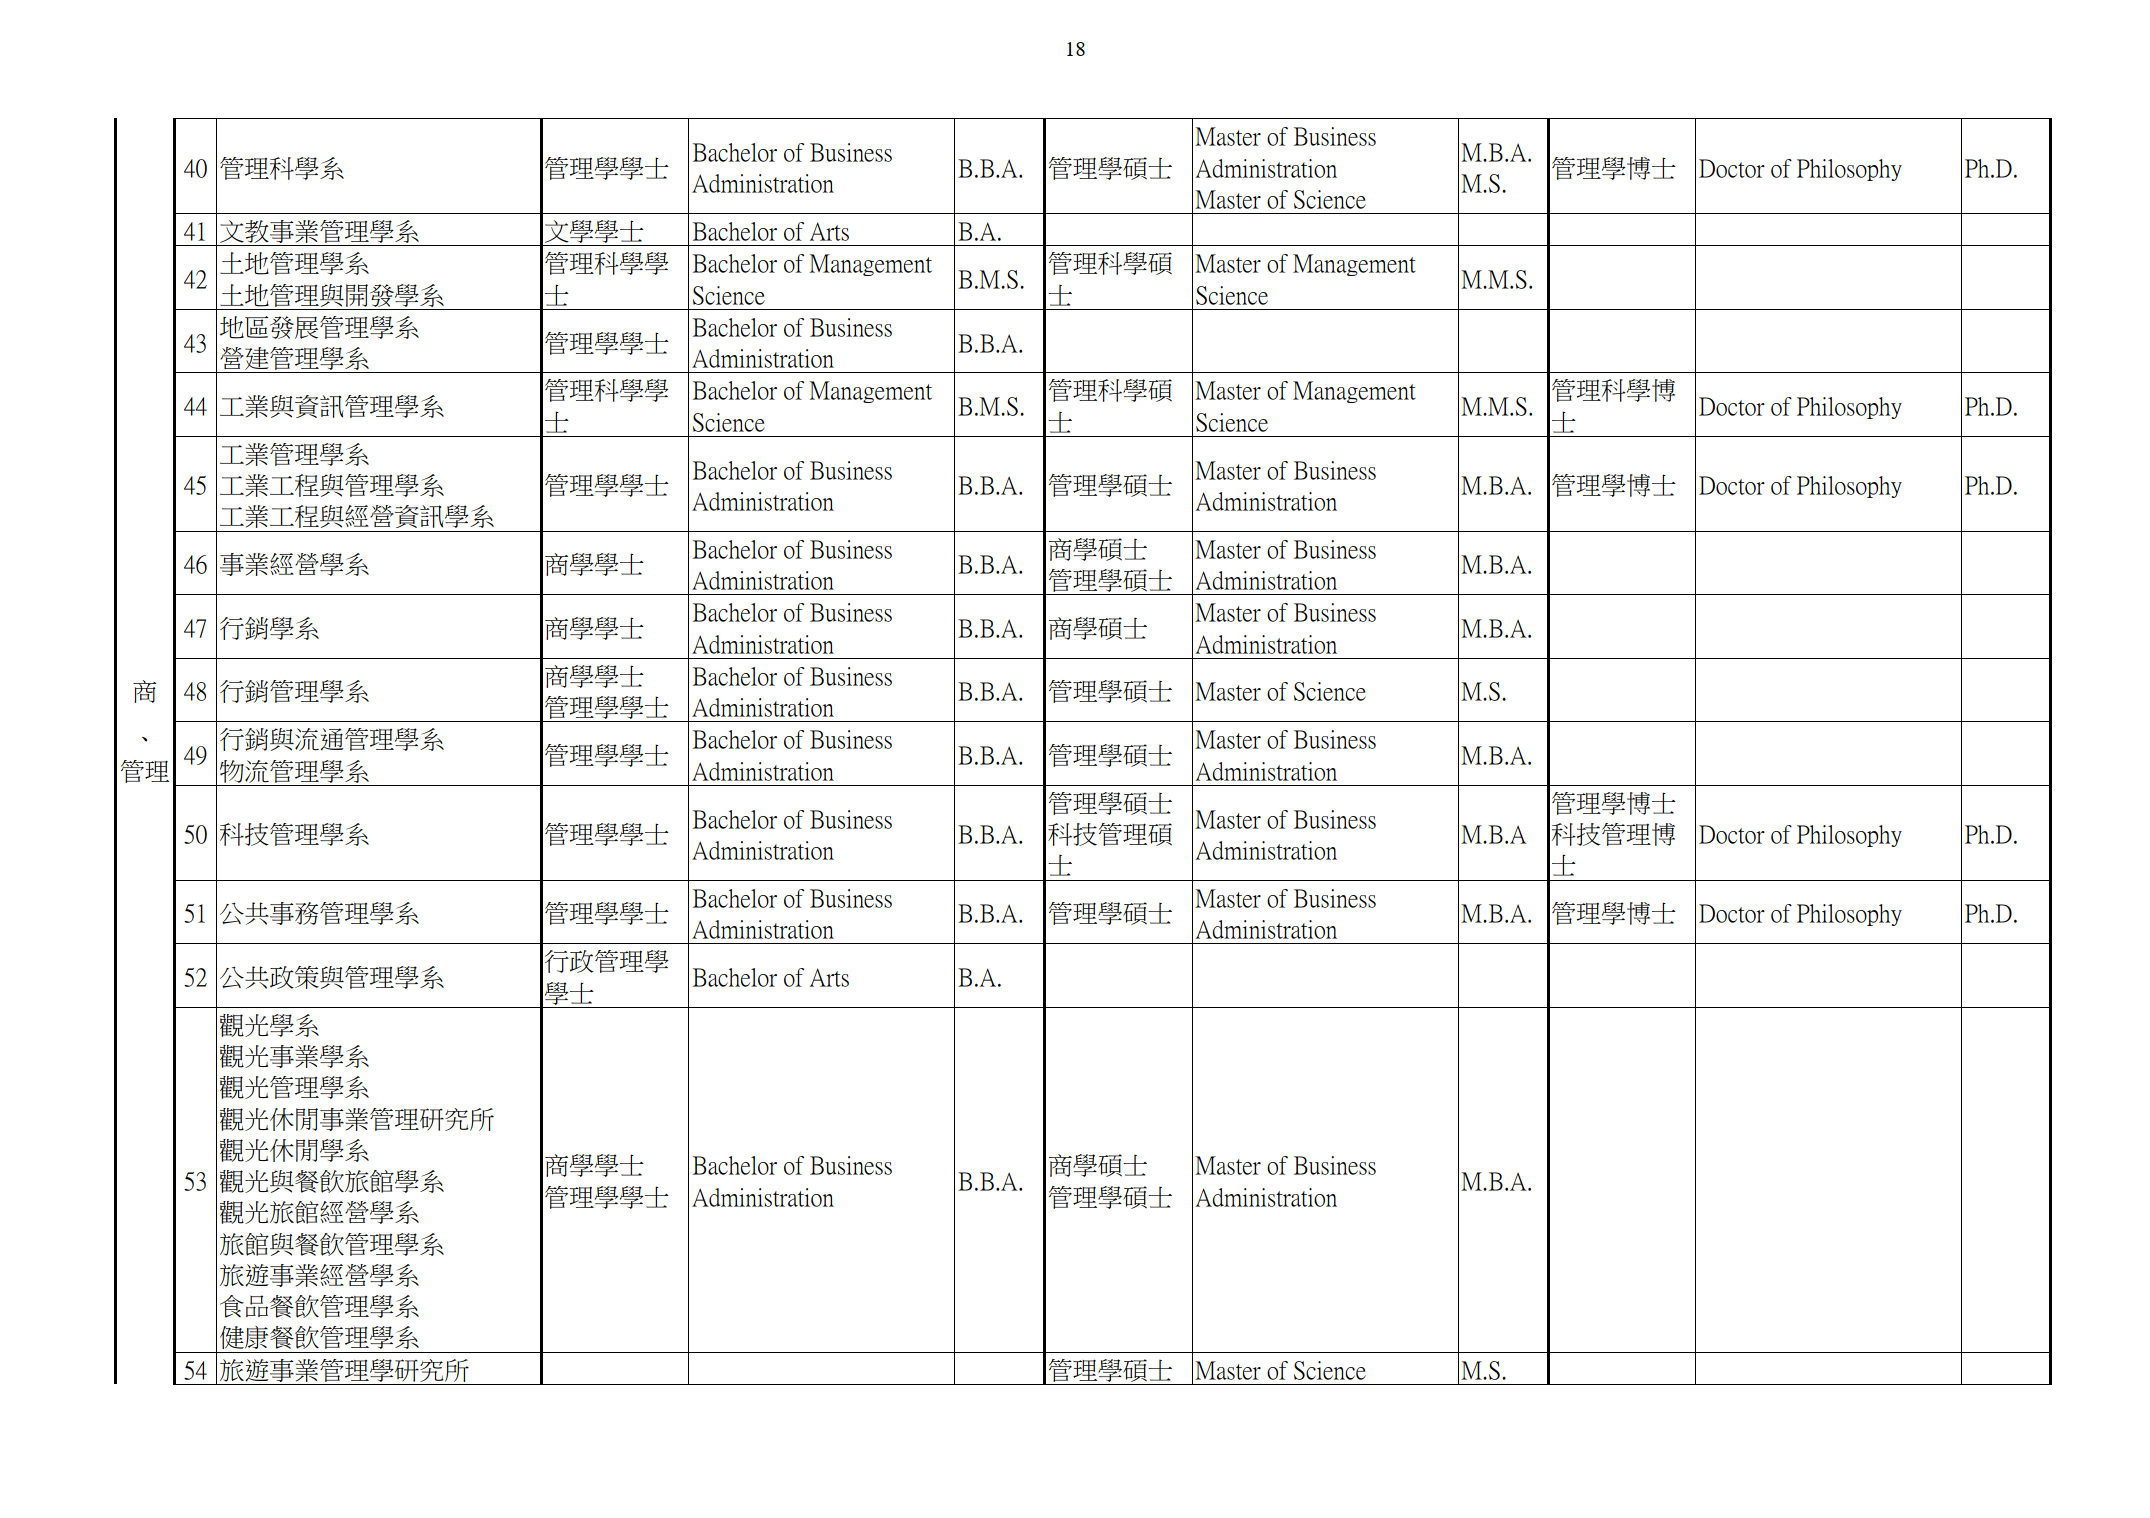 18
商
、
管理
40 管理科學系 管理學學士 Bachelor of Business Administration B.B.A. 管理學碩士 Master of Business Administration Master of Science M.B.A. M.S. 管理學博士 Doctor of Philosophy Ph.D.
41 文教事業管理學系 文學學士 Bachelor of Arts B.A.
42 土地管理學系 土地管理與開發學系 管理科學學士 Bachelor of Management Science B.M.S. 管理科學碩士 Master of Management Science M.M.S.
43 地區發展管理學系 營建管理學系 管理學學士 Bachelor of Business Administration B.B.A.
44 工業與資訊管理學系 管理科學學士 Bachelor of Management Science B.M.S. 管理科學碩士 Master of Management Science M.M.S. 管理科學博士 Doctor of Philosophy Ph.D.
45 工業管理學系 工業工程與管理學系 工業工程與經營資訊學系 管理學學士 Bachelor of Business Administration B.B.A. 管理學碩士 Master of Business Administration M.B.A. 管理學博士 Doctor of Philosophy Ph.D.
46 事業經營學系 商學學士 Bachelor of Business Administration B.B.A. 商學碩士 管理學碩士 Master of Business Administration M.B.A.
47 行銷學系 商學學士 Bachelor of Business Administration B.B.A. 商學碩士 Master of Business Administration M.B.A.
48 行銷管理學系 商學學士 管理學學士 Bachelor of Business Administration B.B.A. 管理學碩士 Master of Science M.S.
49 行銷與流通管理學系 物流管理學系 管理學學士 Bachelor of Business Administration B.B.A. 管理學碩士 Master of Business Administration M.B.A.
50 科技管理學系 管理學學士 Bachelor of Business Administration B.B.A. 管理學碩士 科技管理碩士 Master of Business Administration M.B.A 管理學博士 科技管理博士 Doctor of Philosophy Ph.D.
51 公共事務管理學系 管理學學士 Bachelor of Business Administration B.B.A. 管理學碩士 Master of Business Administration M.B.A. 管理學博士 Doctor of Philosophy Ph.D.
52 公共政策與管理學系 行政管理學學士 Bachelor of Arts B.A.
53 觀光學系 觀光事業學系 觀光管理學系 觀光休閒事業管理研究所 觀光休閒學系 觀光與餐飲旅館學系 觀光旅館經營學系 旅館與餐飲管理學系 旅遊事業經營學系 食品餐飲管理學系 健康餐飲管理學系 商學學士 管理學學士 Bachelor of Business Administration B.B.A. 商學碩士 管理學碩士 Master of Business Administration M.B.A.
54 旅遊事業管理學研究所 管理學碩士 Master of Science M.S.